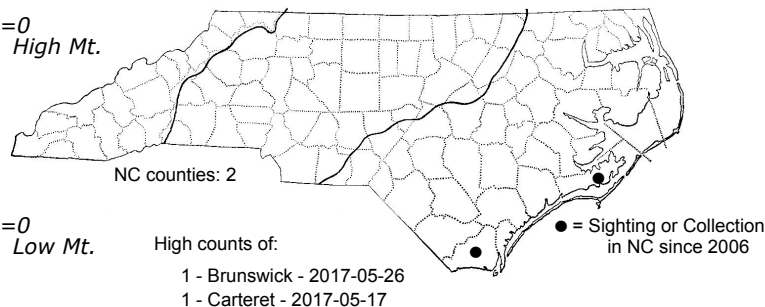 =0
High Mt.
NC counties: 2
=0
Low Mt.
High counts of:
1 - Brunswick - 2017-05-26
1 - Carteret - 2017-05-17
● = Sighting or Collection
in NC since 2006